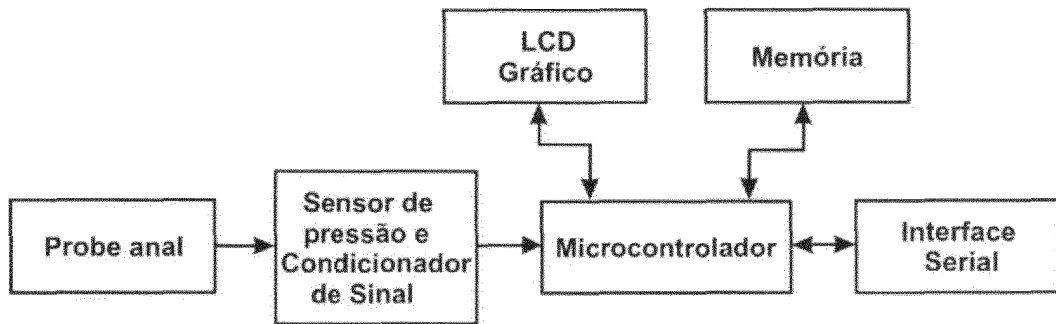 LCD
Gráfico
Memória
Probe anal
Sensor de
pressão e
Condicionador
de Sinal
Microcontrolador
Interface
Serial